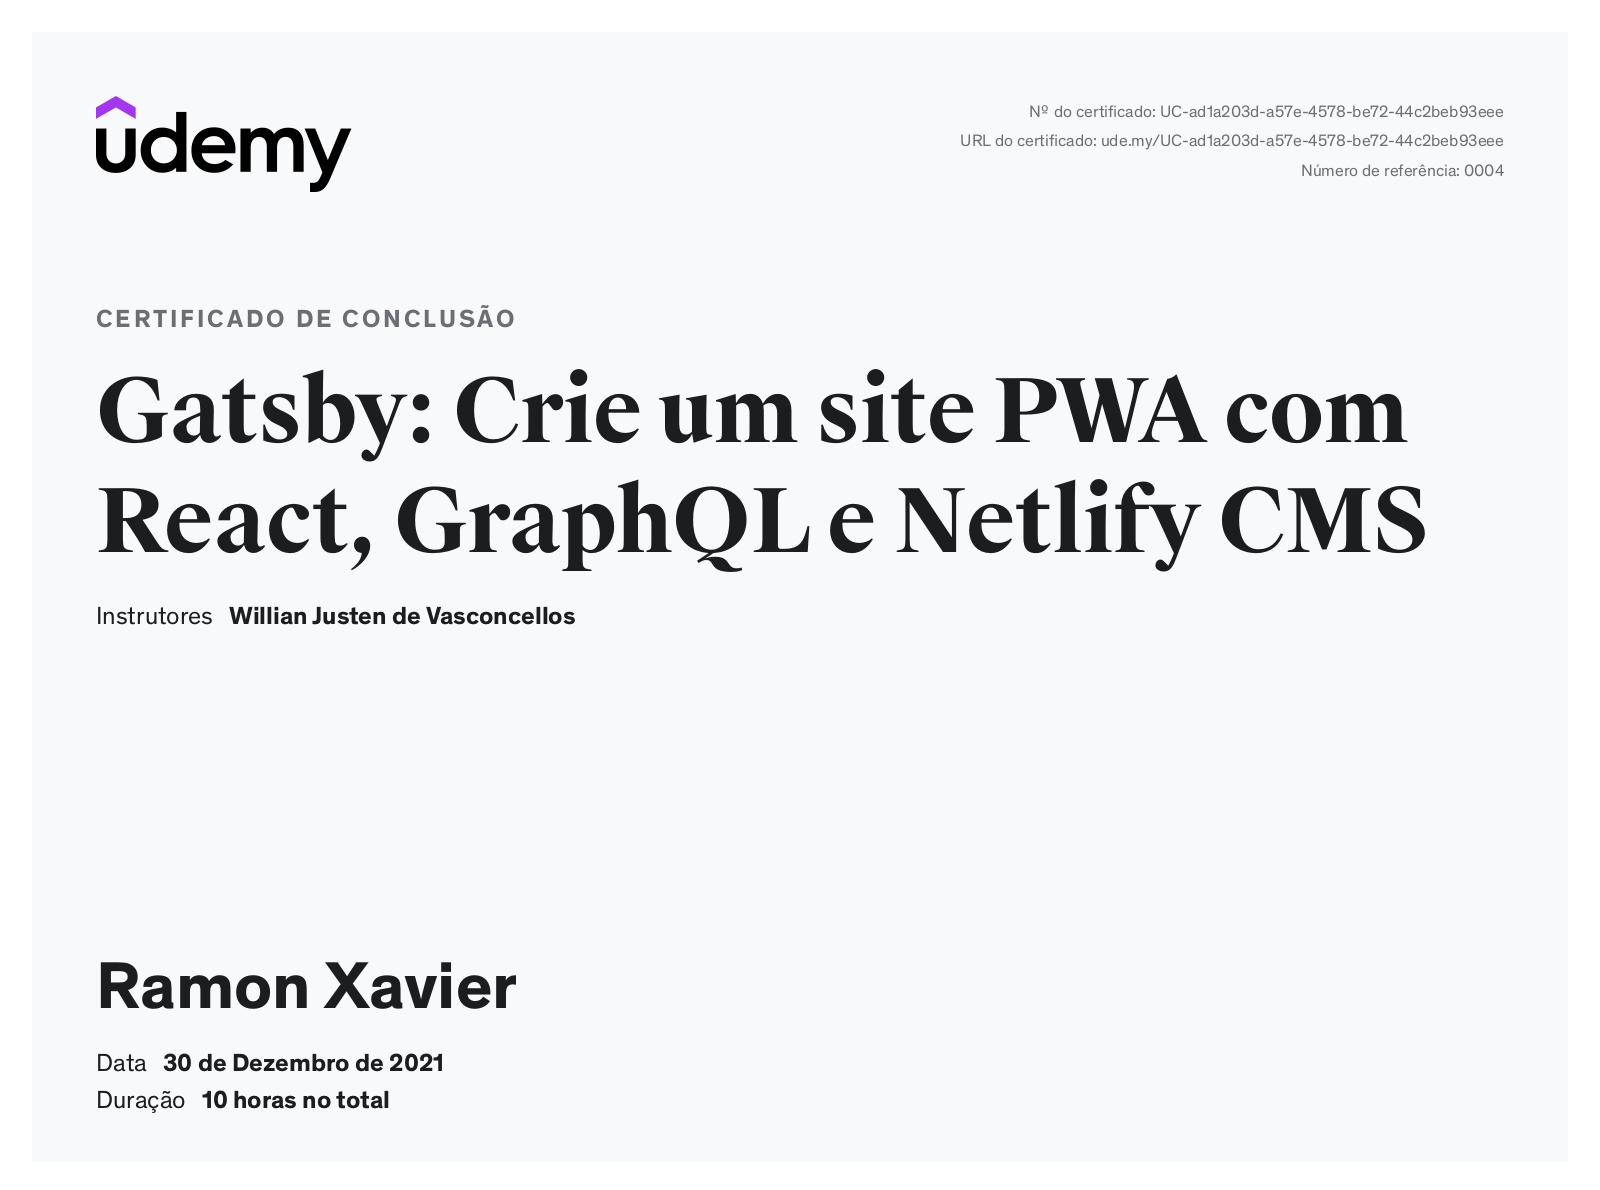 udemy
Nº do certificado: UC-ad1a203d-a57e-4578-be72-44c2beb93eee
URL do certificado: ude.my/UC-ad1a203d-a57e-4578-be72-44c2beb93eee
Número de referência: 0004
CERTIFICADO DE CONCLUSÃO
Gatsby: Crie um site PWA com
React, GraphQL e Netlify CMS
Instrutores Willian Justen de Vasconcellos
Ramon Xavier
Data 30 de Dezembro de 2021
Duração 10 horas no total